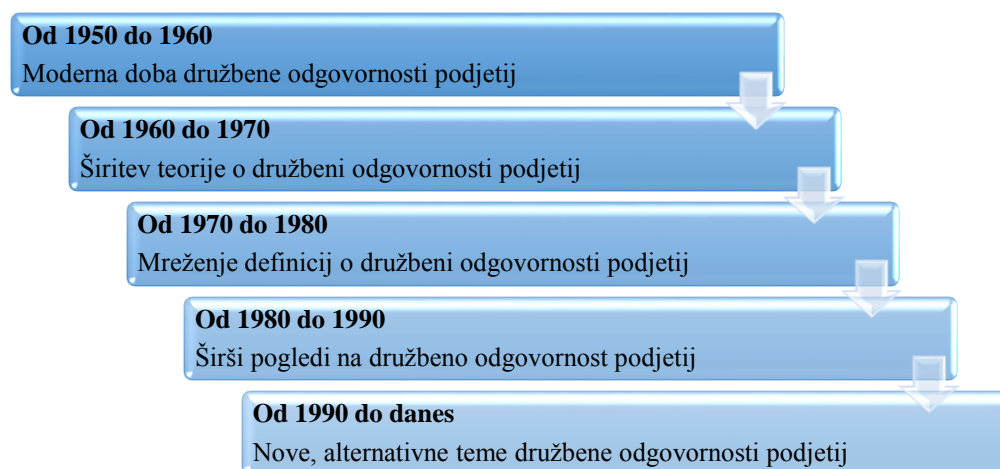 Od 1950 do 1960
Moderna doba družbene odgovornosti podjetij
Od 1960 do 1970
Širitev teorije o družbeni odgovornosti podjetij
Od 1970 do 1980
Mreženje definicij o družbeni odgovornosti podjetij
Od 1980 do 1990
Širši pogledi na družbeno odgovornost podjetij
Od 1990 do danes
Nove, alternativne teme družbene odgovornosti podjetij